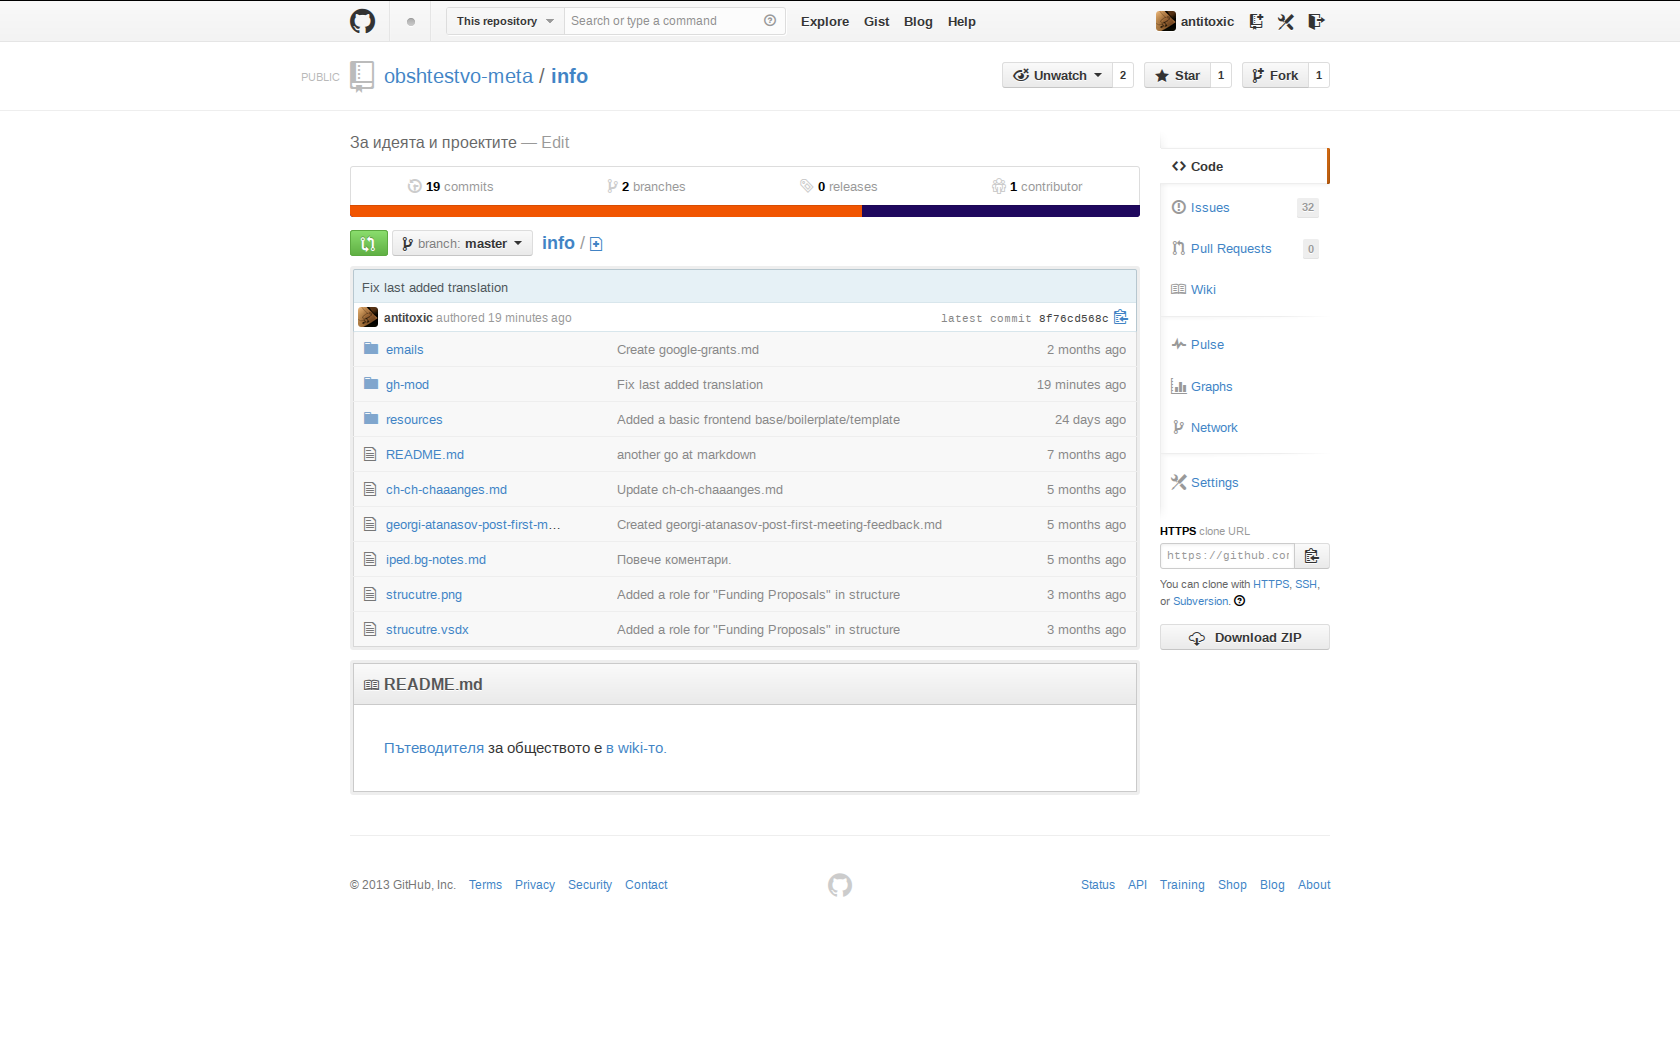 This repository Search or type a command Explore Gist Blog Help antitoxic
PUBLIC obshtestvo-meta / info Unwatch 2 Star 1 Fork 1
За идеята и проектите — Edit
19 commits 2 branches 0 releases 1 contributor
branch: master info /
Fix last added translation
antitoxic authored 19 minutes ago latest commit 8f76cd568c
emails Create google-grants.md 2 months ago
gh-mod Fix last added translation 19 minutes ago
resources Added a basic frontend base/boilerplate/template 24 days ago
README.md another go at markdown 7 months ago
ch-ch-chaaanges.md Update ch-ch-chaaanges.md 5 months ago
georgi-atanasov-post-first-m… Created georgi-atanasov-post-first-meeting-feedback.md 5 months ago
iped.bg-notes.md Повече коментари. 5 months ago
strucutre.png Added a role for "Funding Proposals" in structure 3 months ago
strucutre.vsdx Added a role for "Funding Proposals" in structure 3 months ago
README.md
Пътеводителя за обществото е в wiki-то.
Code
Issues 32
Pull Requests 0
Wiki
Pulse
Graphs
Network
Settings
HTTPS clone URL
https://github.co
You can clone with HTTPS, SSH,
or Subversion.
Download ZIP
© 2013 GitHub, Inc. Terms Privacy Security Contact Status API Training Shop Blog About